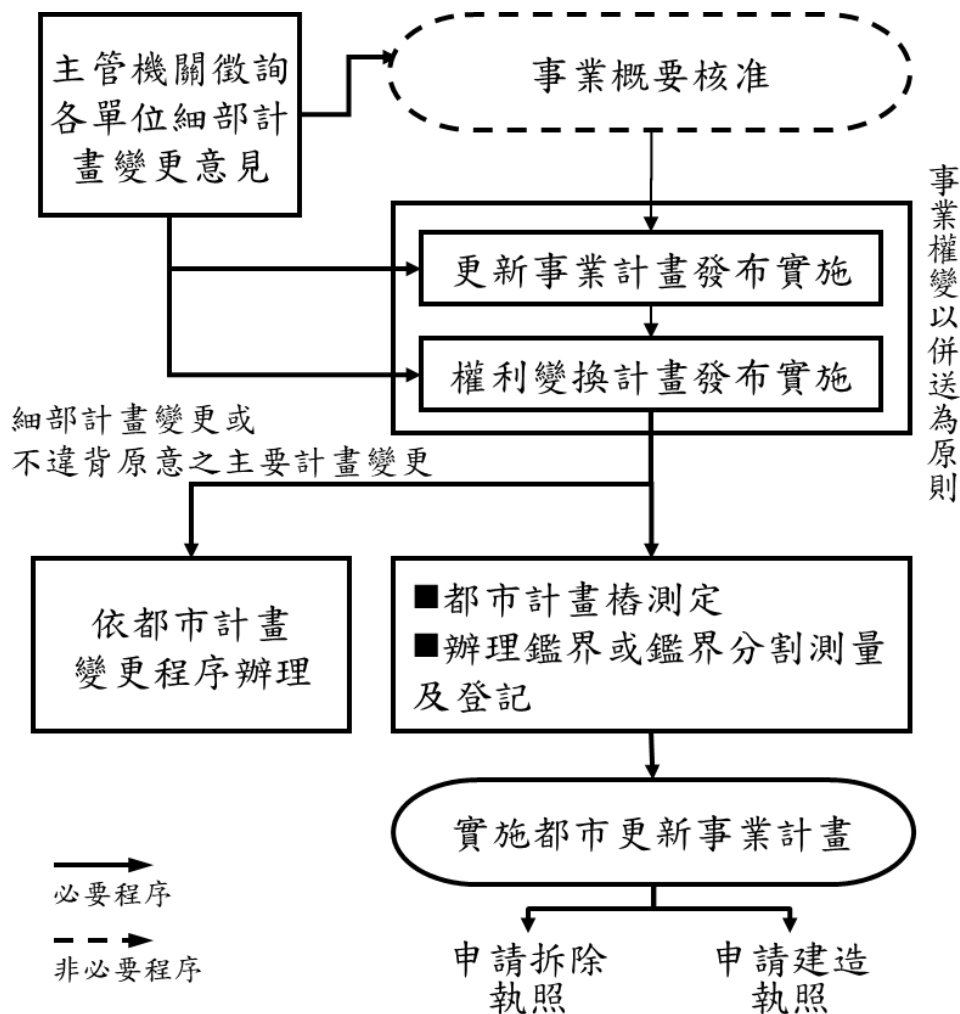 主管機關徵詢
各單位細部計
畫變更意見
事業概要核准
更新事業計畫發布實施
權利變換計畫發布實施
事業權變以併送為原則
細部計畫變更或
不違背原意之主要計畫變更
依都市計畫
變更程序辦理
■都市計畫樁測定
■辦理鑑界或鑑界分割測量
及登記
實施都市更新事業計畫
必要程序
非必要程序
申請拆除
執照
申請建造
執照